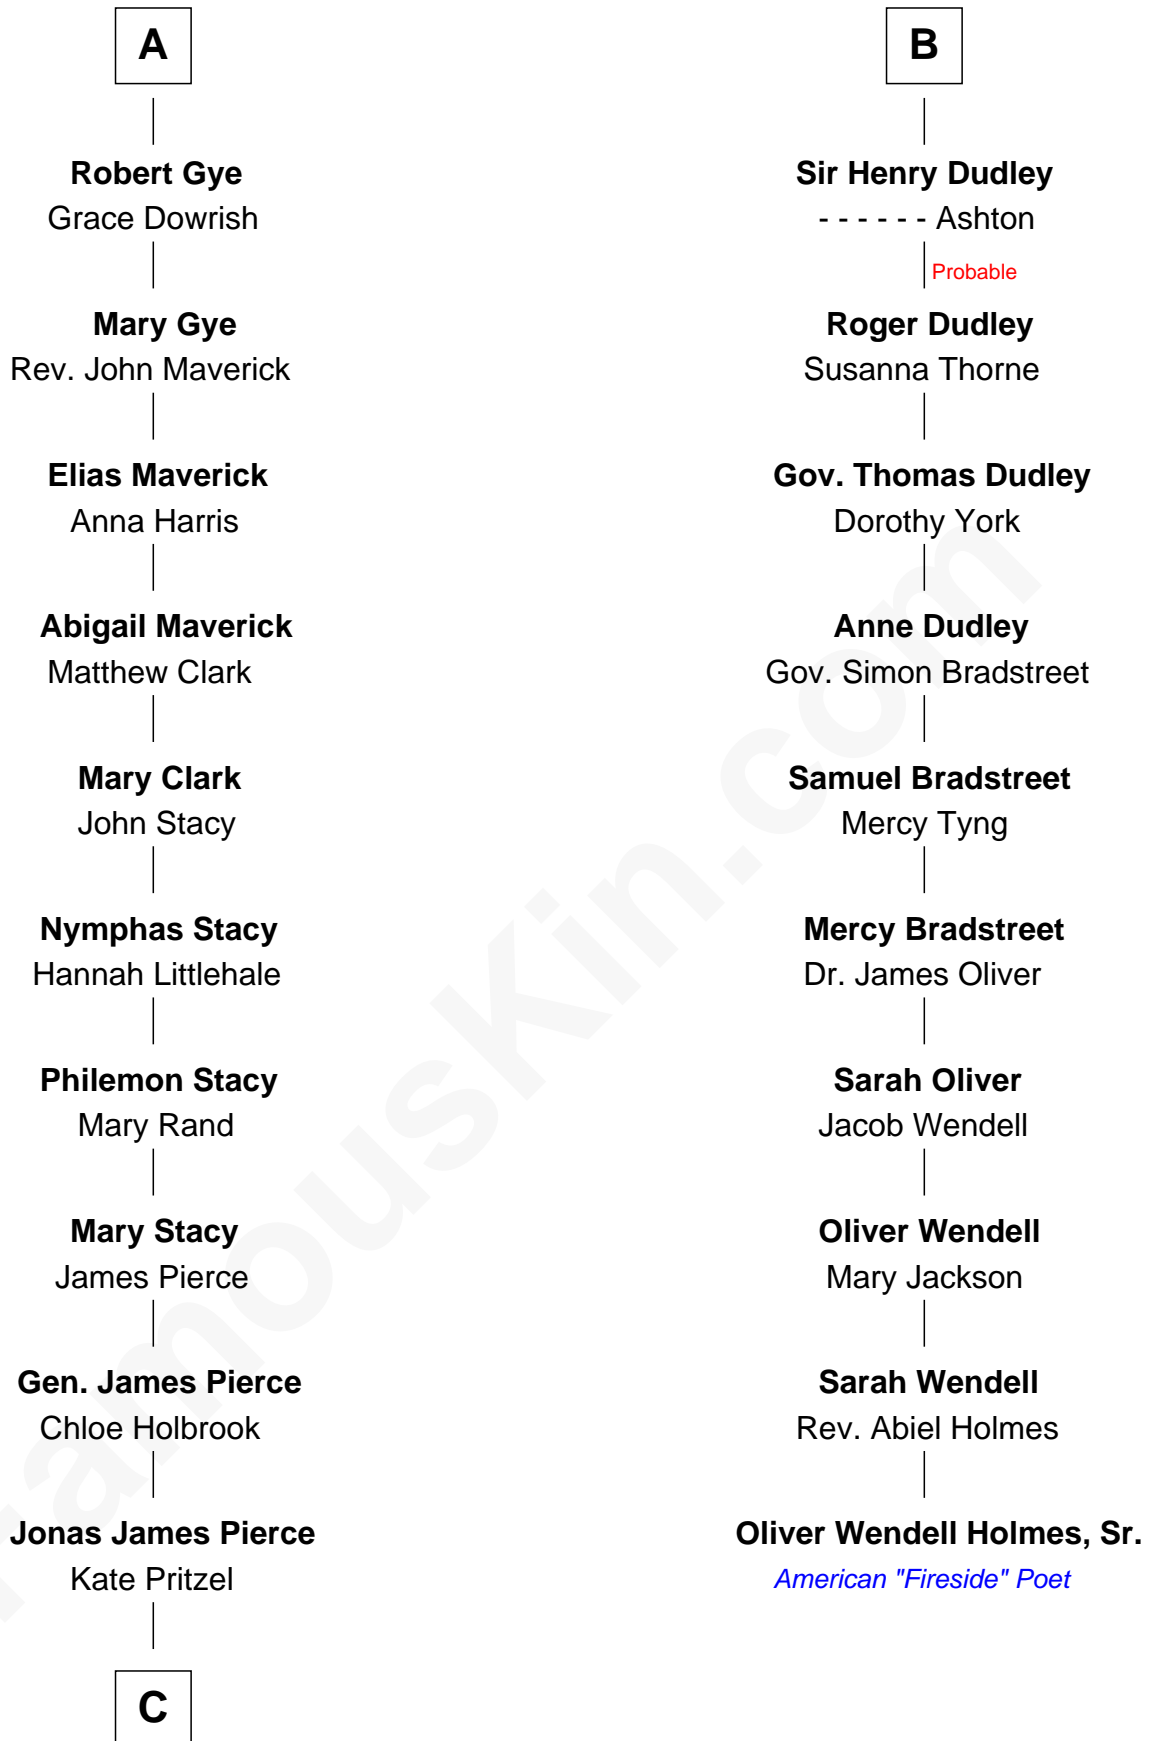 A
Robert Gye
Grace Dowrish
Mary Gye
Rev. John Maverick
Elias Maverick
Anna Harris
Abigail Maverick
Matthew Clark
Mary Clark
John Stacy
Nymphas Stacy
Hannah Littlehale
Philemon Stacy
Mary Rand
Mary Stacy
James Pierce
Gen. James Pierce
Chloe Holbrook
Jonas James Pierce
Kate Pritzel
C
B
Sir Henry Dudley
- - - - - - Ashton
Probable
Roger Dudley
Susanna Thorne
Gov. Thomas Dudley
Dorothy York
Anne Dudley
Gov. Simon Bradstreet
Samuel Bradstreet
Mercy Tyng
Mercy Bradstreet
Dr. James Oliver
Sarah Oliver
Jacob Wendell
Oliver Wendell
Mary Jackson
Sarah Wendell
Rev. Abiel Holmes
Oliver Wendell Holmes, Sr.
American "Fireside" Poet
FamousKin.com